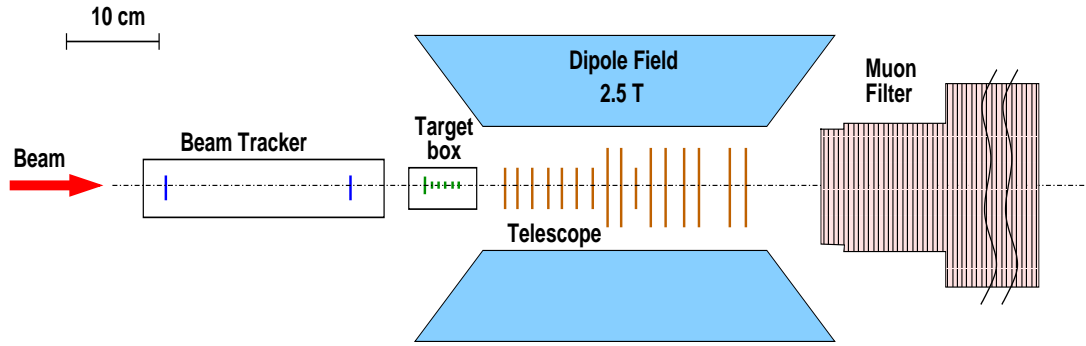 10 cm
Dipole Field
2.5 T
Muon
Filter
Target
box
Beam Tracker
Beam
Telescope